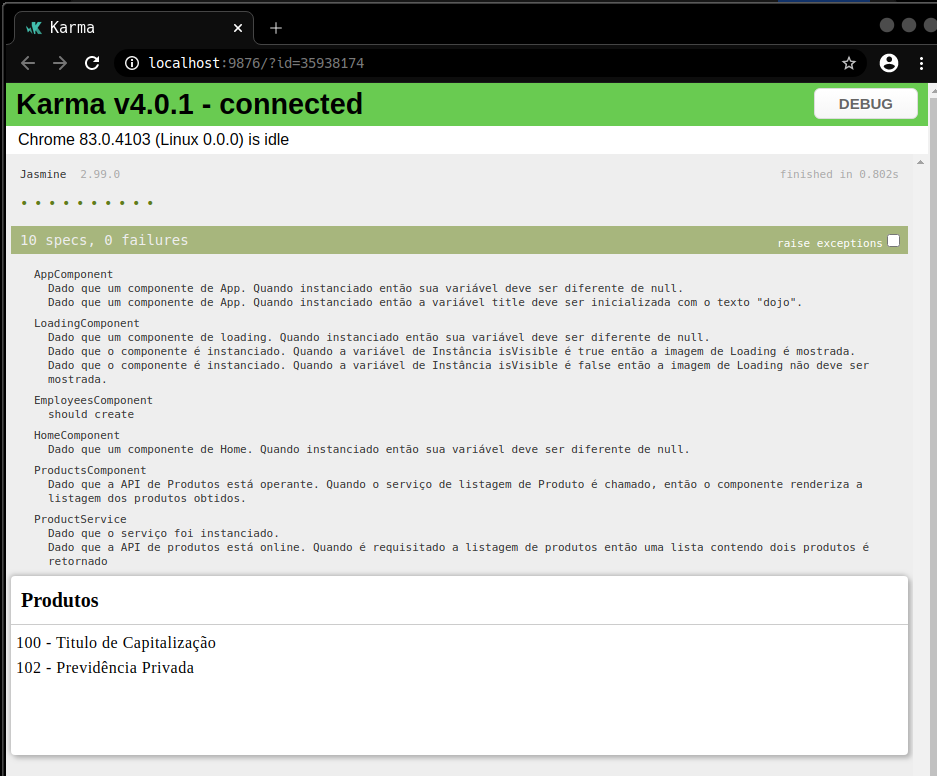 Karma
localhost:9876/?id=35938174
Karma v4.0.1 - connected
DEBUG
Chrome 83.0.4103 (Linux 0.0.0) is idle
Jasmine 2.99.0
finished in 0.802s
10 specs, 0 failures
raise exceptions
AppComponent
Dado que um componente de App. Quando instanciado então sua variável deve ser diferente de null.
Dado que um componente de App. Quando instanciado então a variável title deve ser inicializada com o texto "dojo".
LoadingComponent
Dado que um componente de loading. Quando instanciado então sua variável deve ser diferente de null.
Dado que o componente é instanciado. Quando a variável de Instância isVisible é true então a imagem de Loading é mostrada.
Dado que o componente é instanciado. Quando a variável de Instância isVisible é false então a imagem de Loading não deve ser
mostrada.
EmployeesComponent
should create
HomeComponent
Dado que um componente de Home. Quando instanciado então sua variável deve ser diferente de null.
ProductsComponent
Dado que a API de Produtos está operante. Quando o serviço de listagem de Produto é chamado, então o componente renderiza a
listagem dos produtos obtidos.
ProductService
Dado que o serviço foi instanciado.
Dado que a API de produtos está online. Quando é requisitado a listagem de produtos então uma lista contendo dois produtos é
retornado
Produtos
100 - Titulo de Capitalização
102 - Previdência Privada